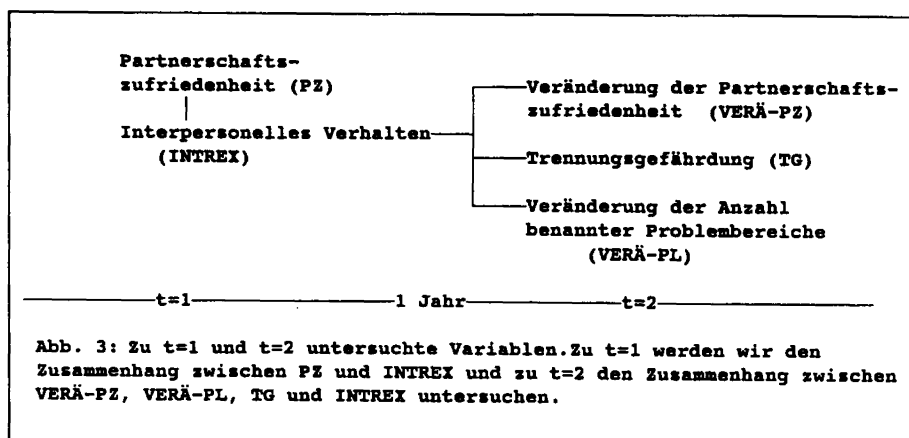 Partnerschafts-
zufriedenheit (PZ)
Interpersonelles Verhalten
(INTREX)
Veränderung der Partnerschafts-
zufriedenheit (VERÄ-PZ)
Trennungsgefährdung (TG)
Veränderung der Anzahl
benannter Problembereiche
(VERÄ-PL)
t=1 1 Jahr t=2
Abb. 3: Zu t=1 und t=2 untersuchte Variablen.Zu t=1 werden wir den
Zusammenhang zwischen PZ und INTREX und zu t=2 den Zusammenhang zwischen
VERÄ-PZ, VERÄ-PL, TG und INTREX untersuchen.